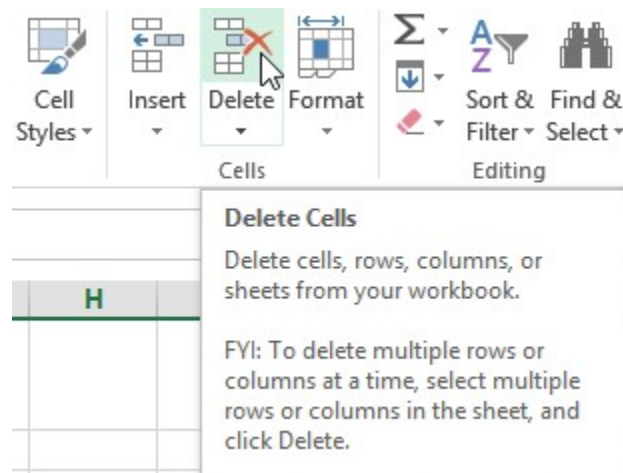 Cell
Styles
Insert
Delete
Format
Σ
A
Z
Sort &
Filter
Find &
Select
Cells
Editing
H
Delete Cells
Delete cells, rows, columns, or
sheets from your workbook.
FYI: To delete multiple rows or
columns at a time, select multiple
rows or columns in the sheet, and
click Delete.